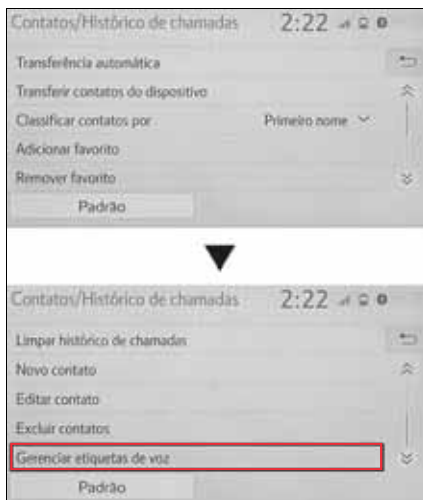 Contatos/Histórico de chamadas 2:22
Transferência automática
Transferir contatos do dispositivo
Classificar contatos por Primeiro nome
Adicionar favorito
Remover favorito
Padrão
Contatos/Histórico de chamadas 2:22
Limpar histórico de chamadas
Novo contato
Editar contato
Excluir contatos
Gerenciar etiquetas de voz
Padrão